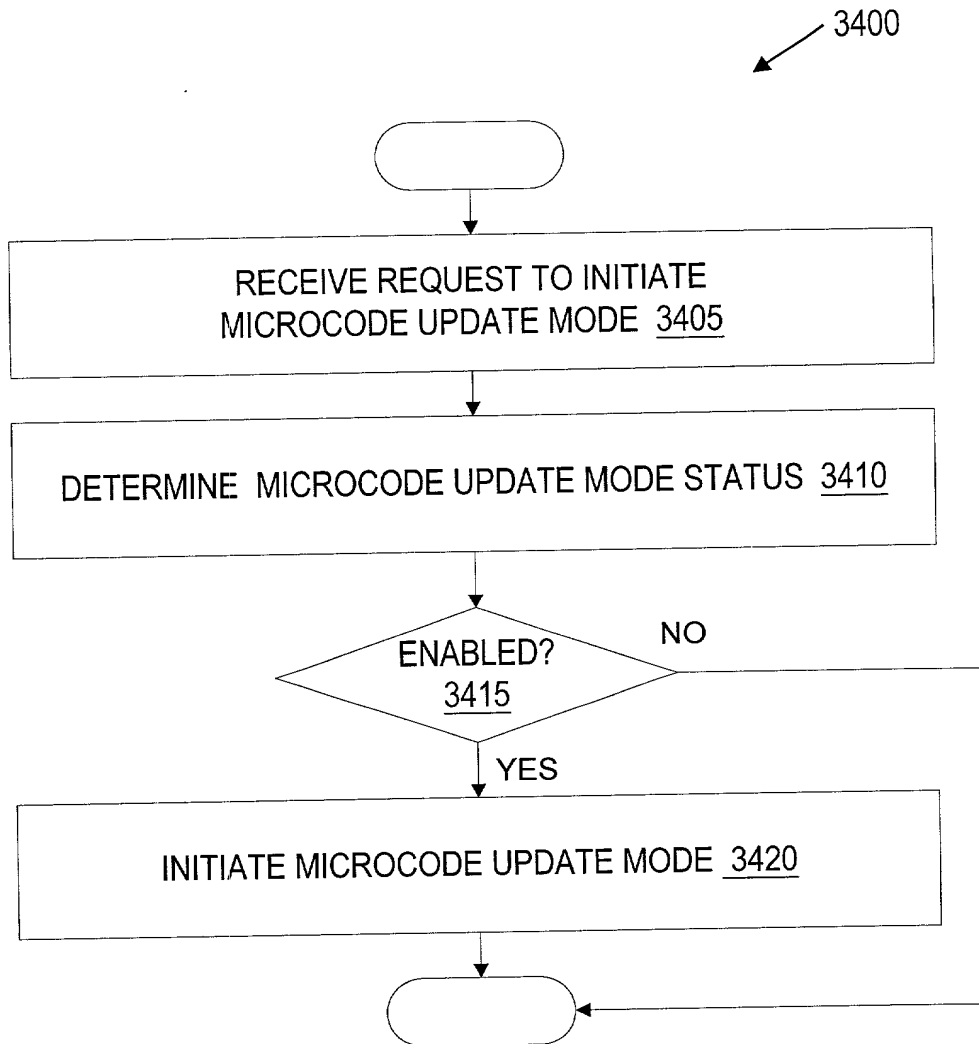 3400
RECEIVE REQUEST TO INITIATE
MICROCODE UPDATE MODE 3405
DETERMINE MICROCODE UPDATE MODE STATUS 3410
ENABLED?
3415
NO
YES
INITIATE MICROCODE UPDATE MODE 3420